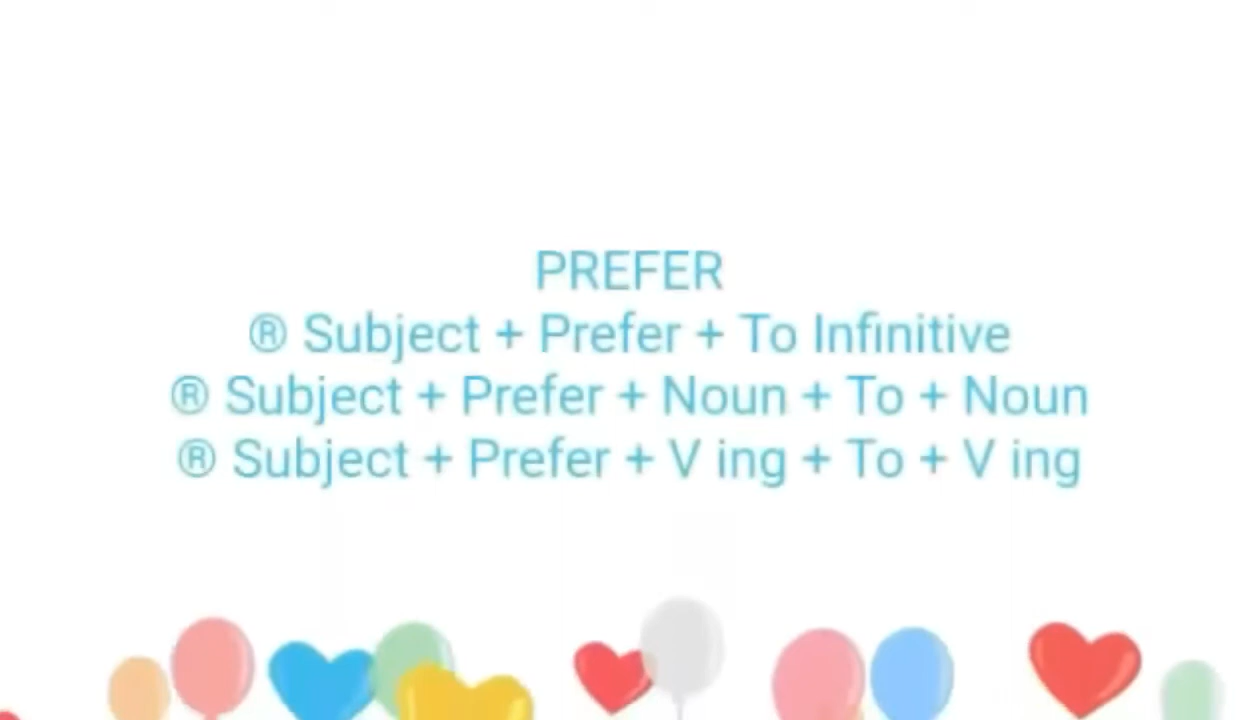 PREFER
® Subject + Prefer + To Infinitive
® Subject + Prefer + Noun + To + Noun
® Subject + Prefer + V ing + To + V ing